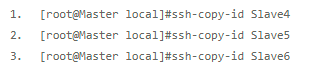 1. [root@Master local]#ssh-copy-id Slave4
2. [root@Master local]#ssh-copy-id Slave5
3. [root@Master local]#ssh-copy-id Slave6